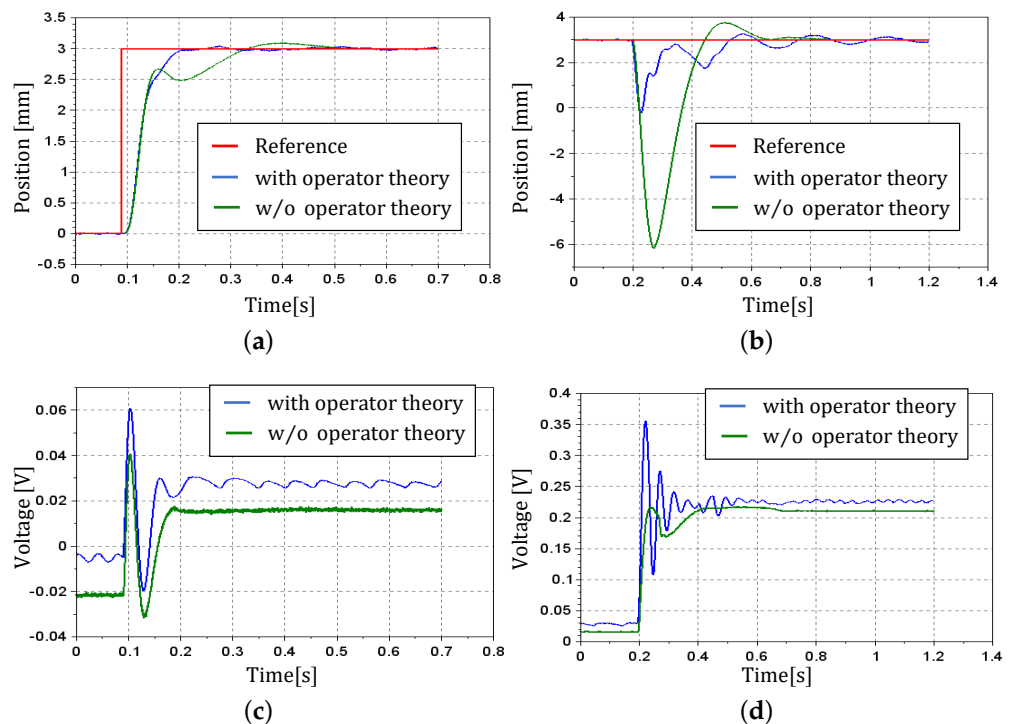 3.5
3
2.5
2
1.5
1
0.5
0
-0.5
Position [mm]
Reference
with operator theory
w/o operator theory
0 0.1 0.2 0.3 0.4 0.5 0.6 0.7 0.8
Time[s]
(a)
4
2
0
-2
-4
-6
Position [mm]
Reference
with operator theory
w/o operator theory
0 0.2 0.4 0.6 0.8 1 1.2 1.4
Time[s]
(b)
0.06
0.04
0.02
0
-0.02
-0.04
Voltage [V]
with operator theory
w/o operator theory
0 0.1 0.2 0.3 0.4 0.5 0.6 0.7 0.8
Time[s]
(c)
0.4
0.35
0.3
0.25
0.2
0.15
0.1
0.05
0
Voltage [V]
with operator theory
w/o operator theory
0 0.2 0.4 0.6 0.8 1 1.2 1.4
Time[s]
(d)